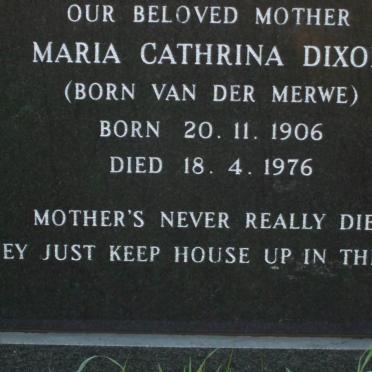 OUR BELOVED MOTHER
MARIA CATHRINA DIXO
(BORN VAN DER MERWE)
BORN 20. 11. 1906
DIED 18. 4. 1976
MOTHER'S NEVER REALLY DIE
EY JUST KEEP HOUSE UP IN TH